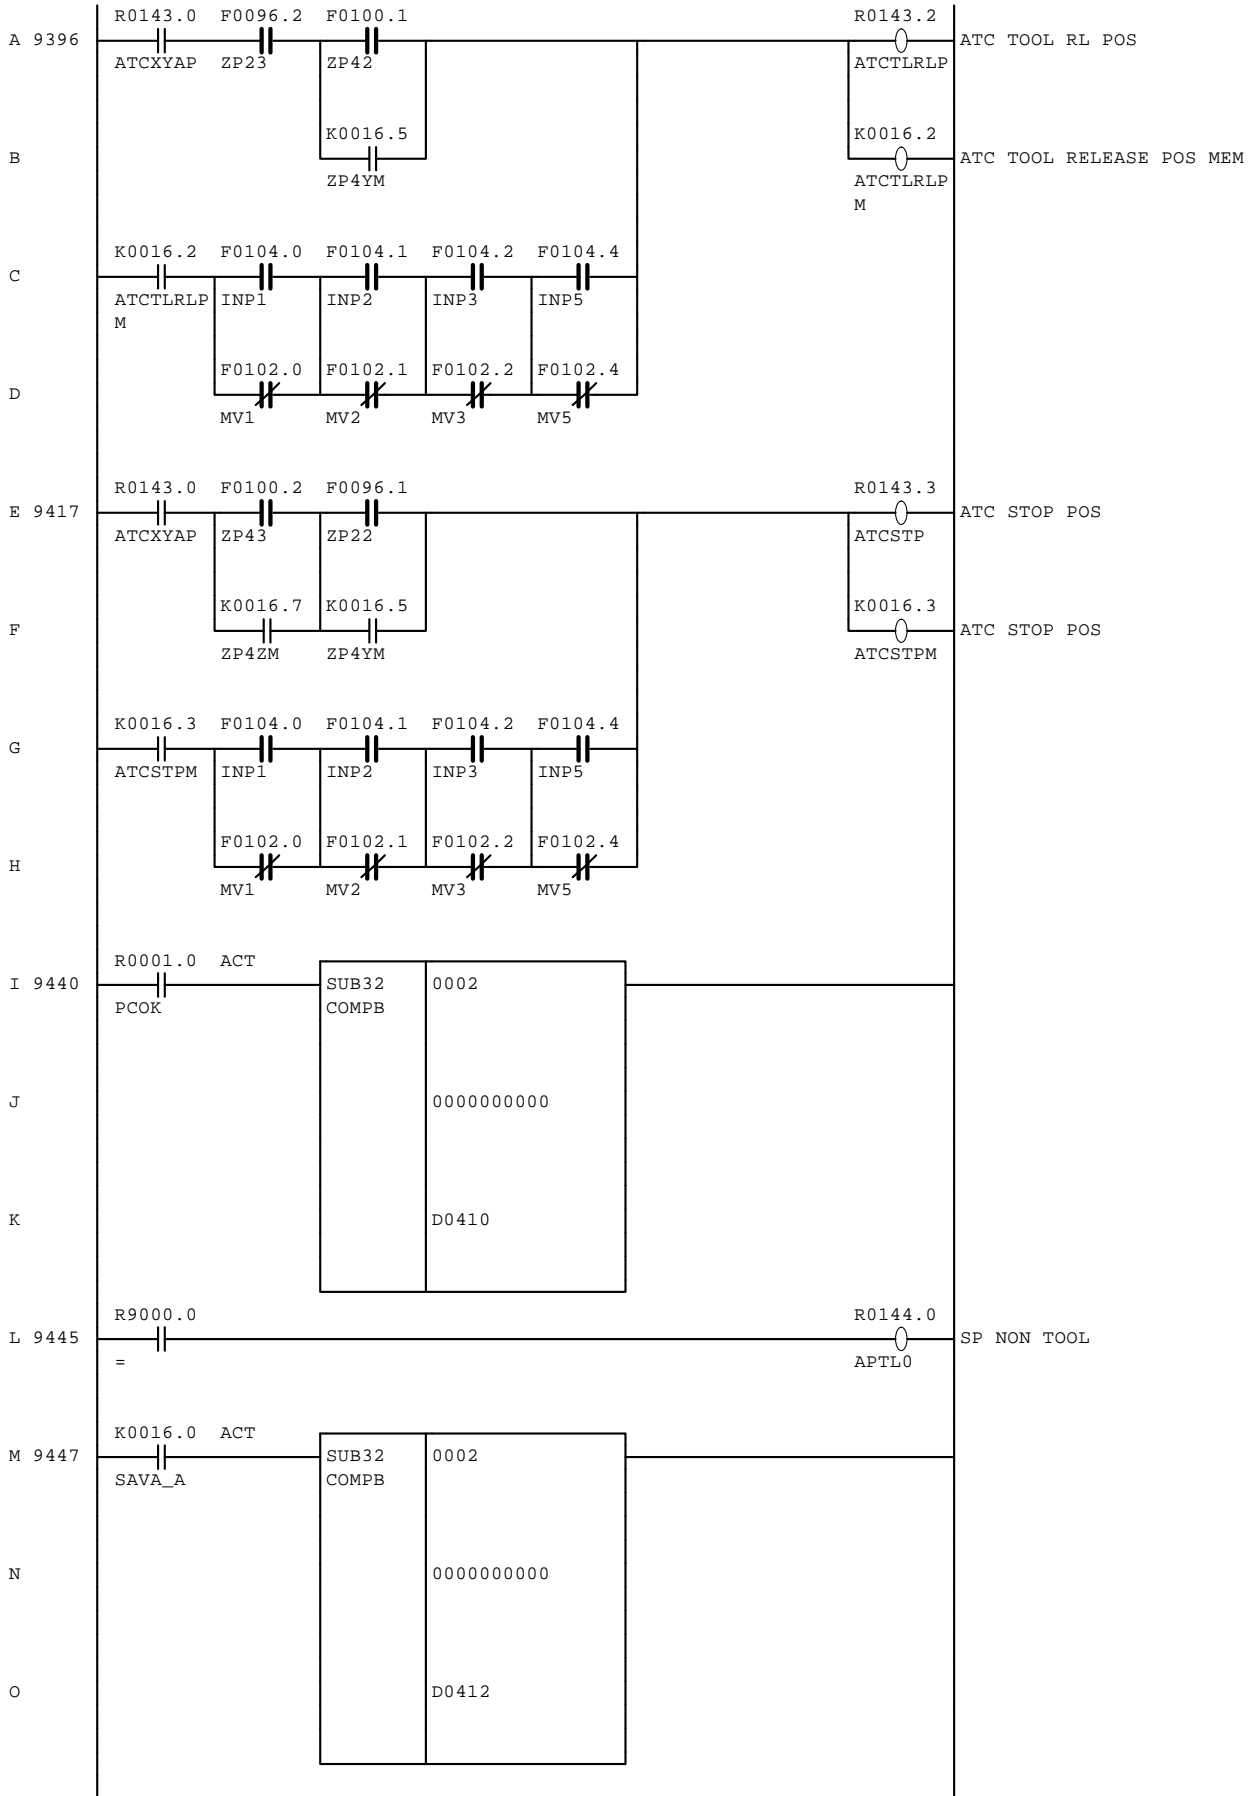 R0143.0 F0096.2 F0100.1 R0143.2
A 9396 ATC TOOL RL POS
ATCXYAP ZP23 ZP42 ATCTLRLP
K0016.5 K0016.2
B ATC TOOL RELEASE POS MEM
ZP4YM ATCTLRLP
M
K0016.2 F0104.0 F0104.1 F0104.2 F0104.4
C
ATCTLRLP INP1 INP2 INP3 INP5
M
F0102.0 F0102.1 F0102.2 F0102.4
D
MV1 MV2 MV3 MV5
R0143.0 F0100.2 F0096.1 R0143.3
E 9417 ATC STOP POS
ATCXYAP ZP43 ZP22 ATCSTP
K0016.7 K0016.5 K0016.3
F ATC STOP POS
ZP4ZM ZP4YM ATCSTPM
K0016.3 F0104.0 F0104.1 F0104.2 F0104.4
G
ATCSTPM INP1 INP2 INP3 INP5
F0102.0 F0102.1 F0102.2 F0102.4
H
MV1 MV2 MV3 MV5
R0001.0 ACT
I 9440 SUB32 0002
PCOK COMPB
J 0000000000
K D0410
R9000.0 R0144.0
L 9445 SP NON TOOL
= APTL0
K0016.0 ACT
M 9447 SUB32 0002
SAVA_A COMPB
N 0000000000
O D0412